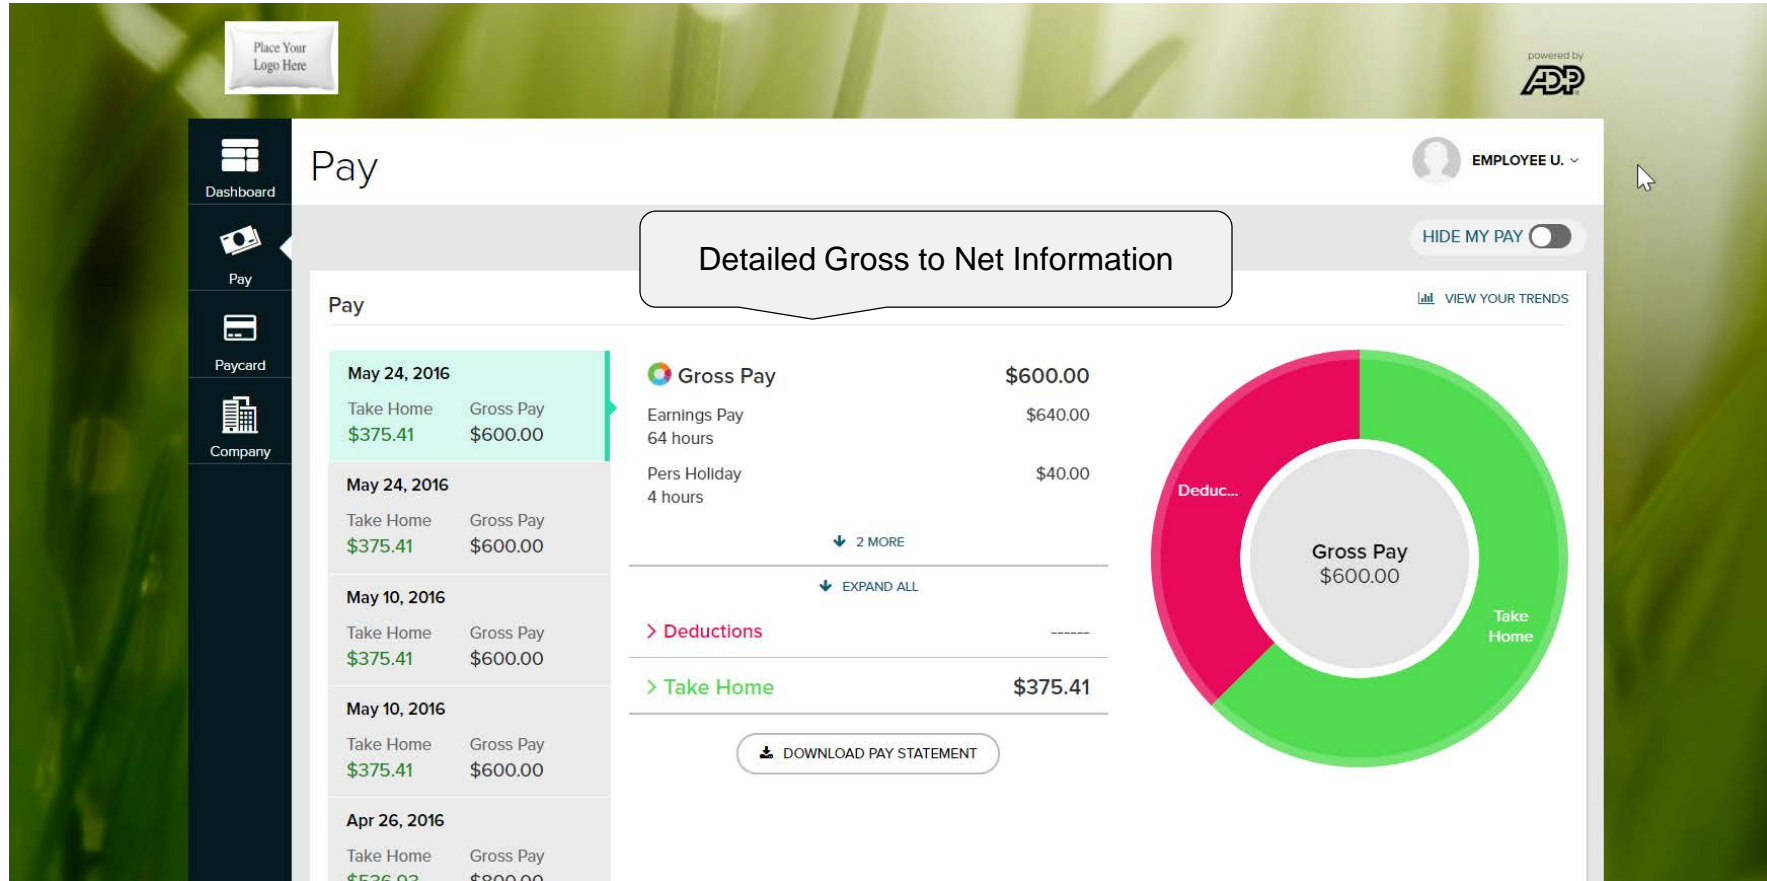 Place Your
Logo Here
powered by
ADP
Dashboard
Pay
Paycard
Company
Pay
EMPLOYEE U.
HIDE MY PAY
Detailed Gross to Net Information
Pay
VIEW YOUR TRENDS
May 24, 2016
Take Home Gross Pay
$375.41 $600.00
May 24, 2016
Take Home Gross Pay
$375.41 $600.00
May 10, 2016
Take Home Gross Pay
$375.41 $600.00
May 10, 2016
Take Home Gross Pay
$375.41 $600.00
Apr 26, 2016
Take Home Gross Pay
$536.93 $800.00
Gross Pay $600.00
Earnings Pay $640.00
64 hours
Pers Holiday $40.00
4 hours
2 MORE
EXPAND ALL
Deductions ------
Take Home $375.41
DOWNLOAD PAY STATEMENT
Deduc...
Gross Pay
$600.00
Take
Home